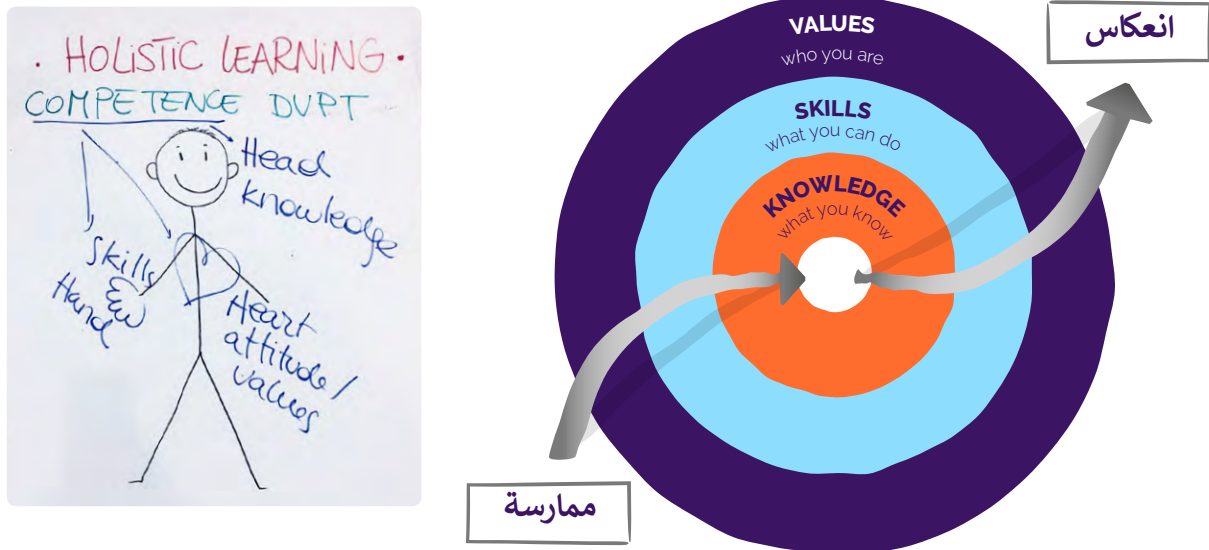 . HOLISTIC LEARNING.
COMPETENCE DVPT
Head
knowledge
Skills
Hand
Heart
attitude/
values
VALUES
who you are
SKILLS
what you can do
KNOWLEDGE
what you know
انعكاس
ممارسة